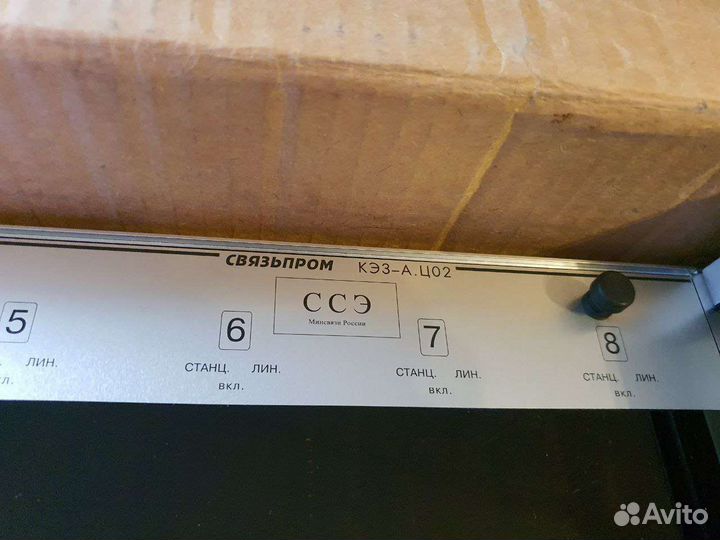 СВЯЗЬПРОМ КЭЗ-А.Ц02
ССЭ
Минсвязи России
5 6 7 8
ЛИН. СТАНЦ. ЛИН. СТАНЦ. ЛИН. СТАНЦ. ЛИН.
вкл. вкл. вкл. вкл.
Avito